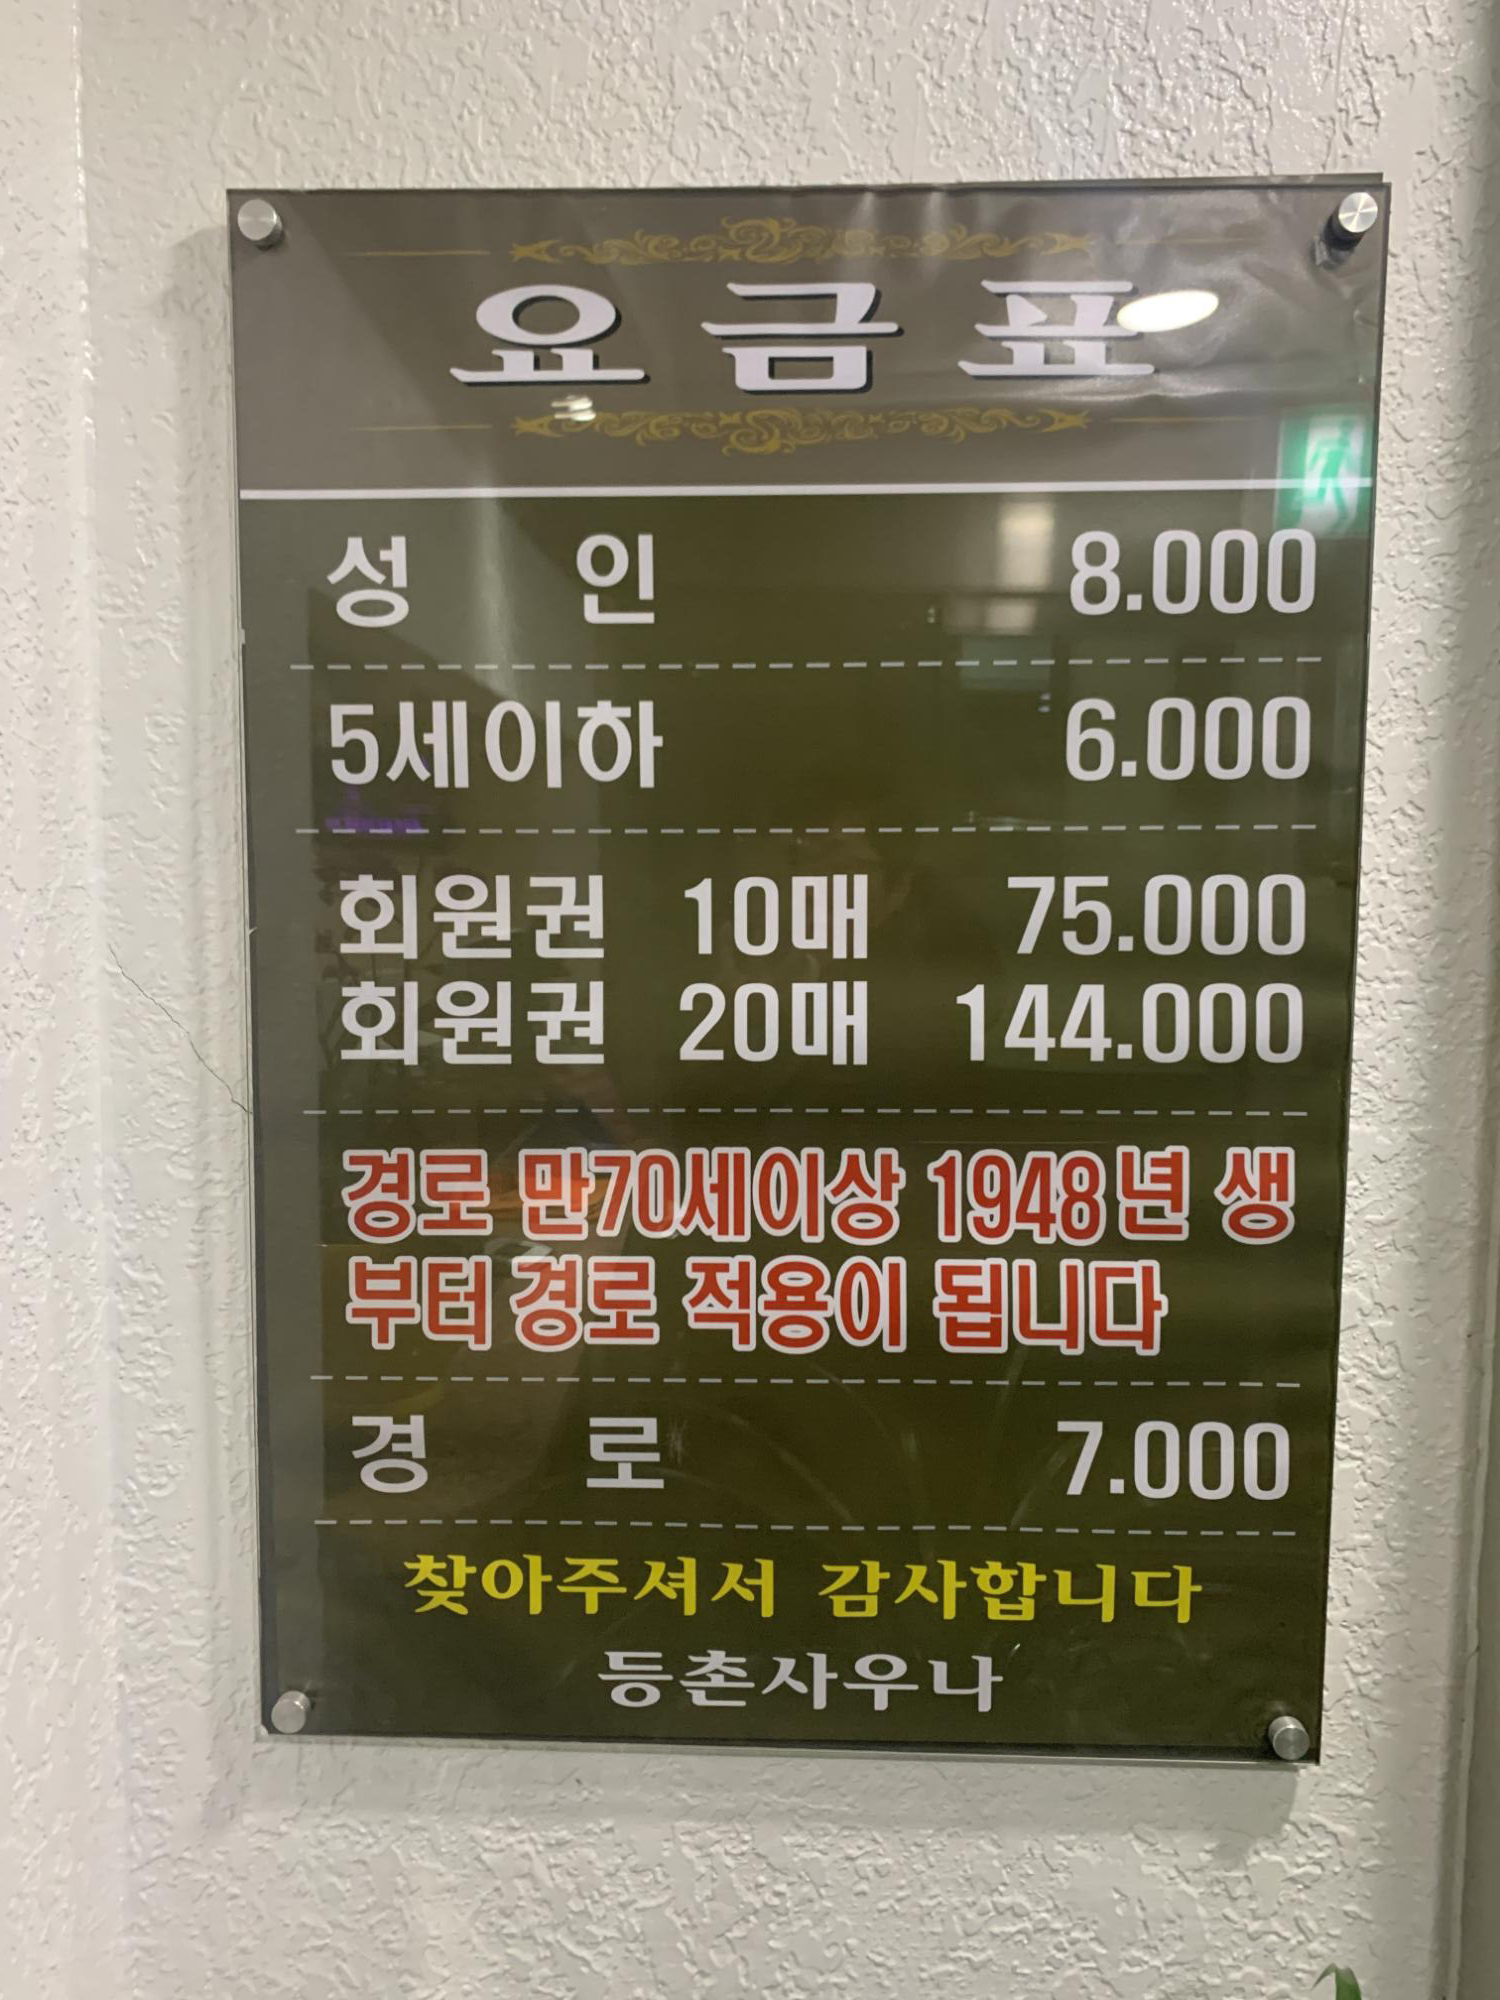 요금표
성인 8.000
5세이하 6.000
회원권 10매 75.000
회원권 20매 144.000
경로 만70세이상 1948년 생
부터 경로 적용이 됩니다
경로 7.000
찾아주셔서 감사합니다
등촌사우나